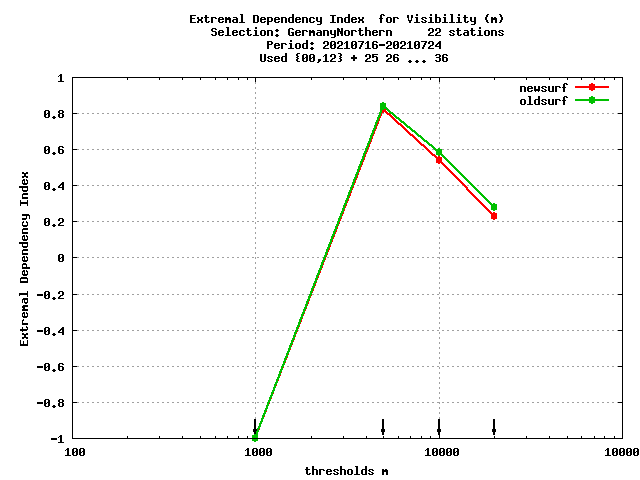 Extremal Dependency Index  for Visibility (m)
Selection: GermanyNorthern     22 stations
Period: 20210716-20210724
Used {00,12} + 25 26 ... 36
newsurf
oldsurf
1
0.8
0.6
0.4
0.2
0
-0.2
-0.4
-0.6
-0.8
-1
Extremal Dependency Index
100 1000 10000 10000
thresholds m